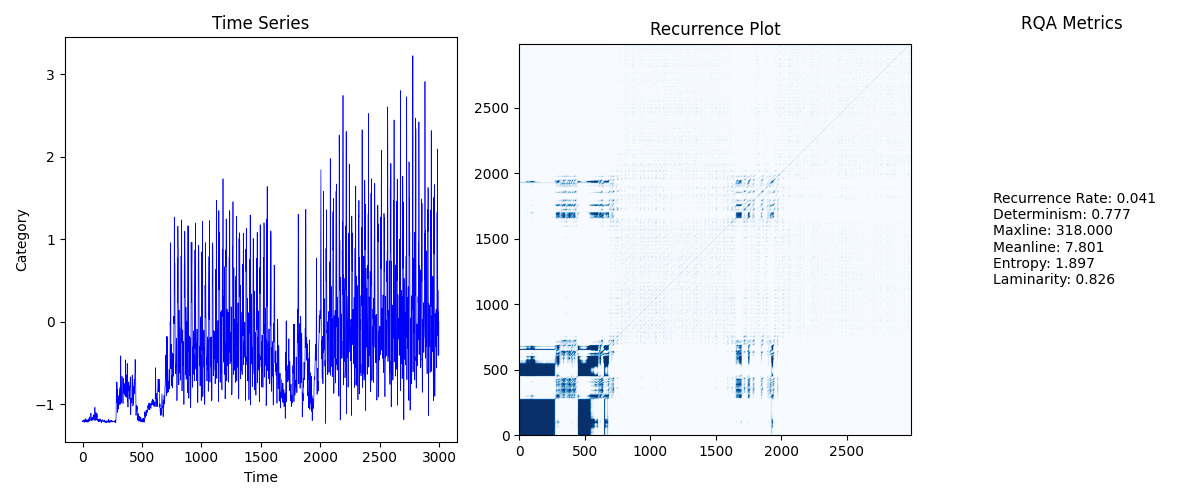 Time Series
Recurrence Plot
RQA Metrics
Category
3
2
1
0
−1
0
500
1000
1500
2000
2500
3000
Time
2500
2000
1500
1000
500
0
0
500
1000
1500
2000
2500
Recurrence Rate: 0.041
Determinism: 0.777
Maxline: 318.000
Meanline: 7.801
Entropy: 1.897
Laminarity: 0.826